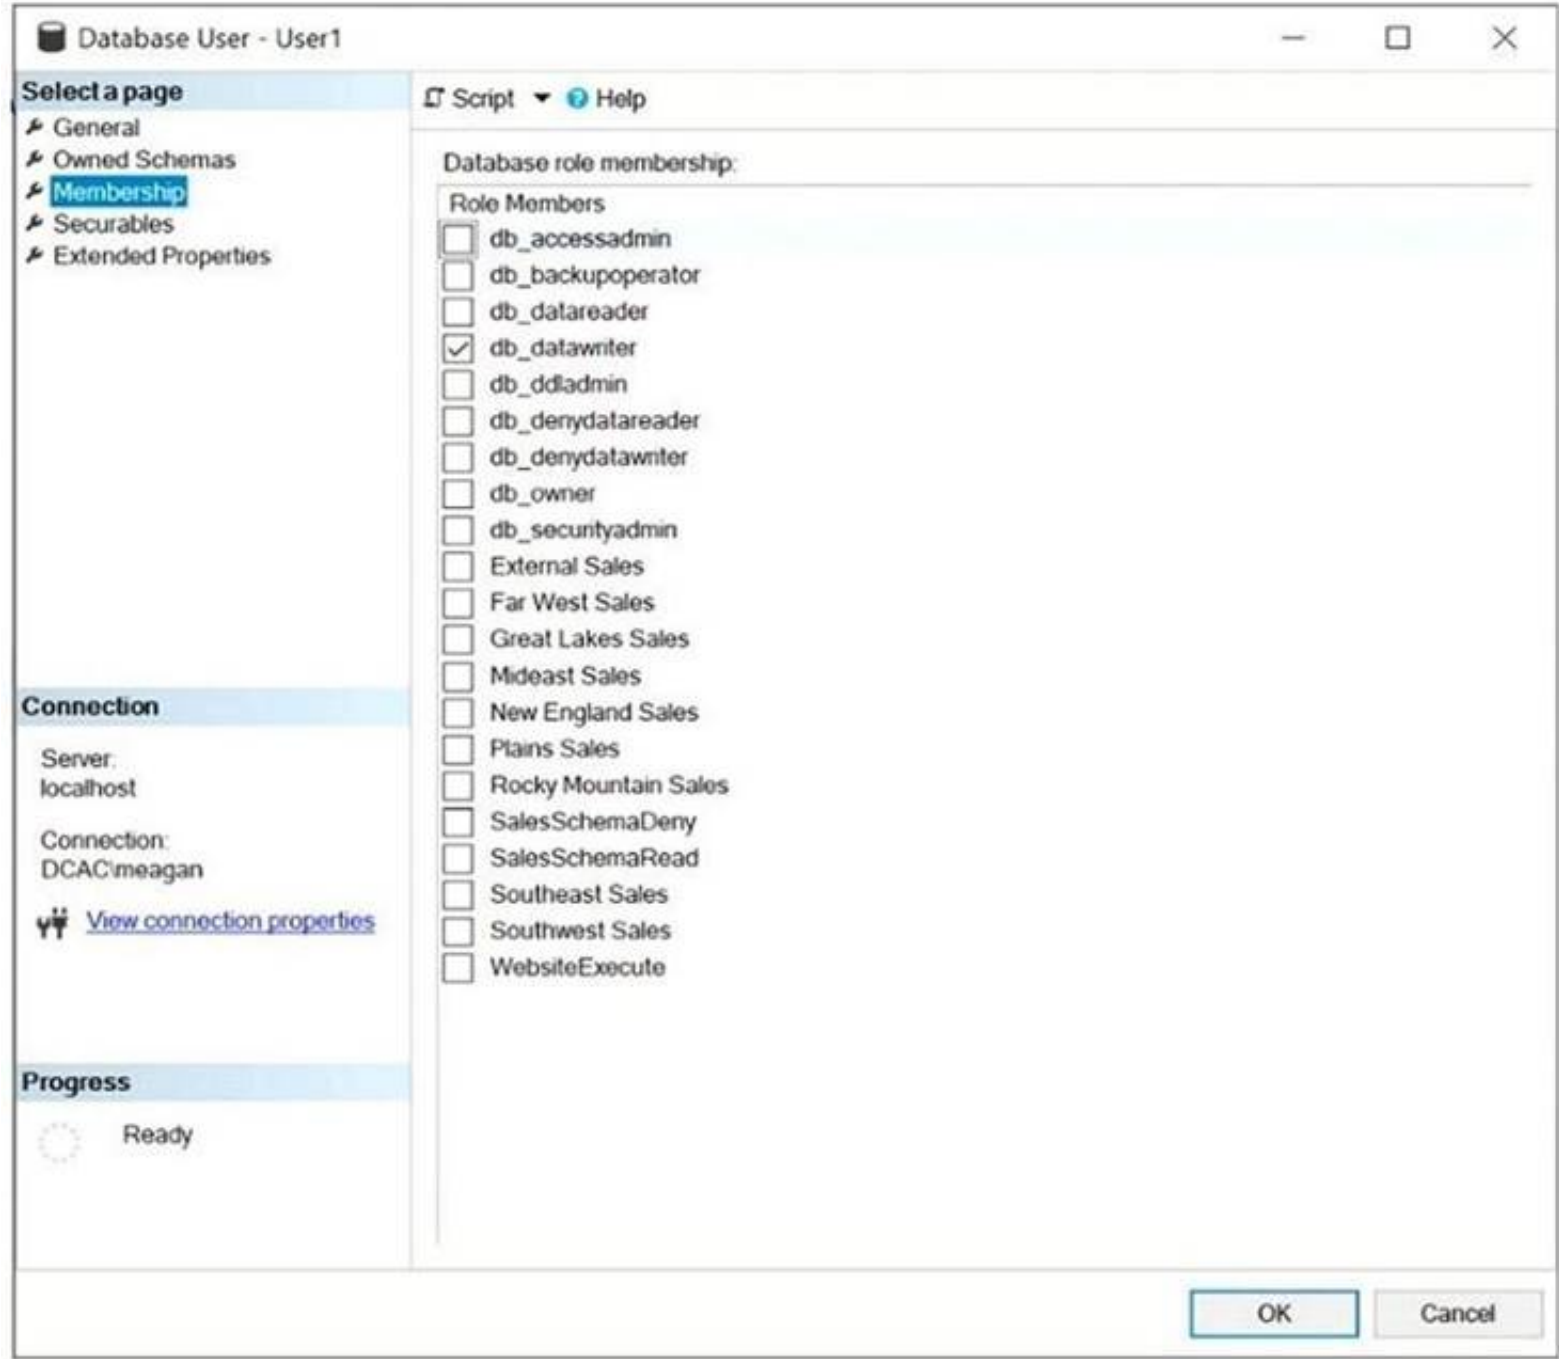 Database User - User1
Select a page
General
Owned Schemas
Membership
Securables
Extended Properties
Script
Help
Database role membership:
Role Members
db_accessadmin
db_backupoperator
db_datareader
db_datawriter
db_ddladmin
db_denydatareader
db_denydatawriter
db_owner
db_securityadmin
External Sales
Far West Sales
Great Lakes Sales
Mideast Sales
New England Sales
Plains Sales
Rocky Mountain Sales
SalesSchemaDeny
SalesSchemaRead
Southeast Sales
Southwest Sales
WebsiteExecute
Connection
Server:
localhost
Connection:
DCAC\meagan
View connection properties
Progress
Ready
OK
Cancel